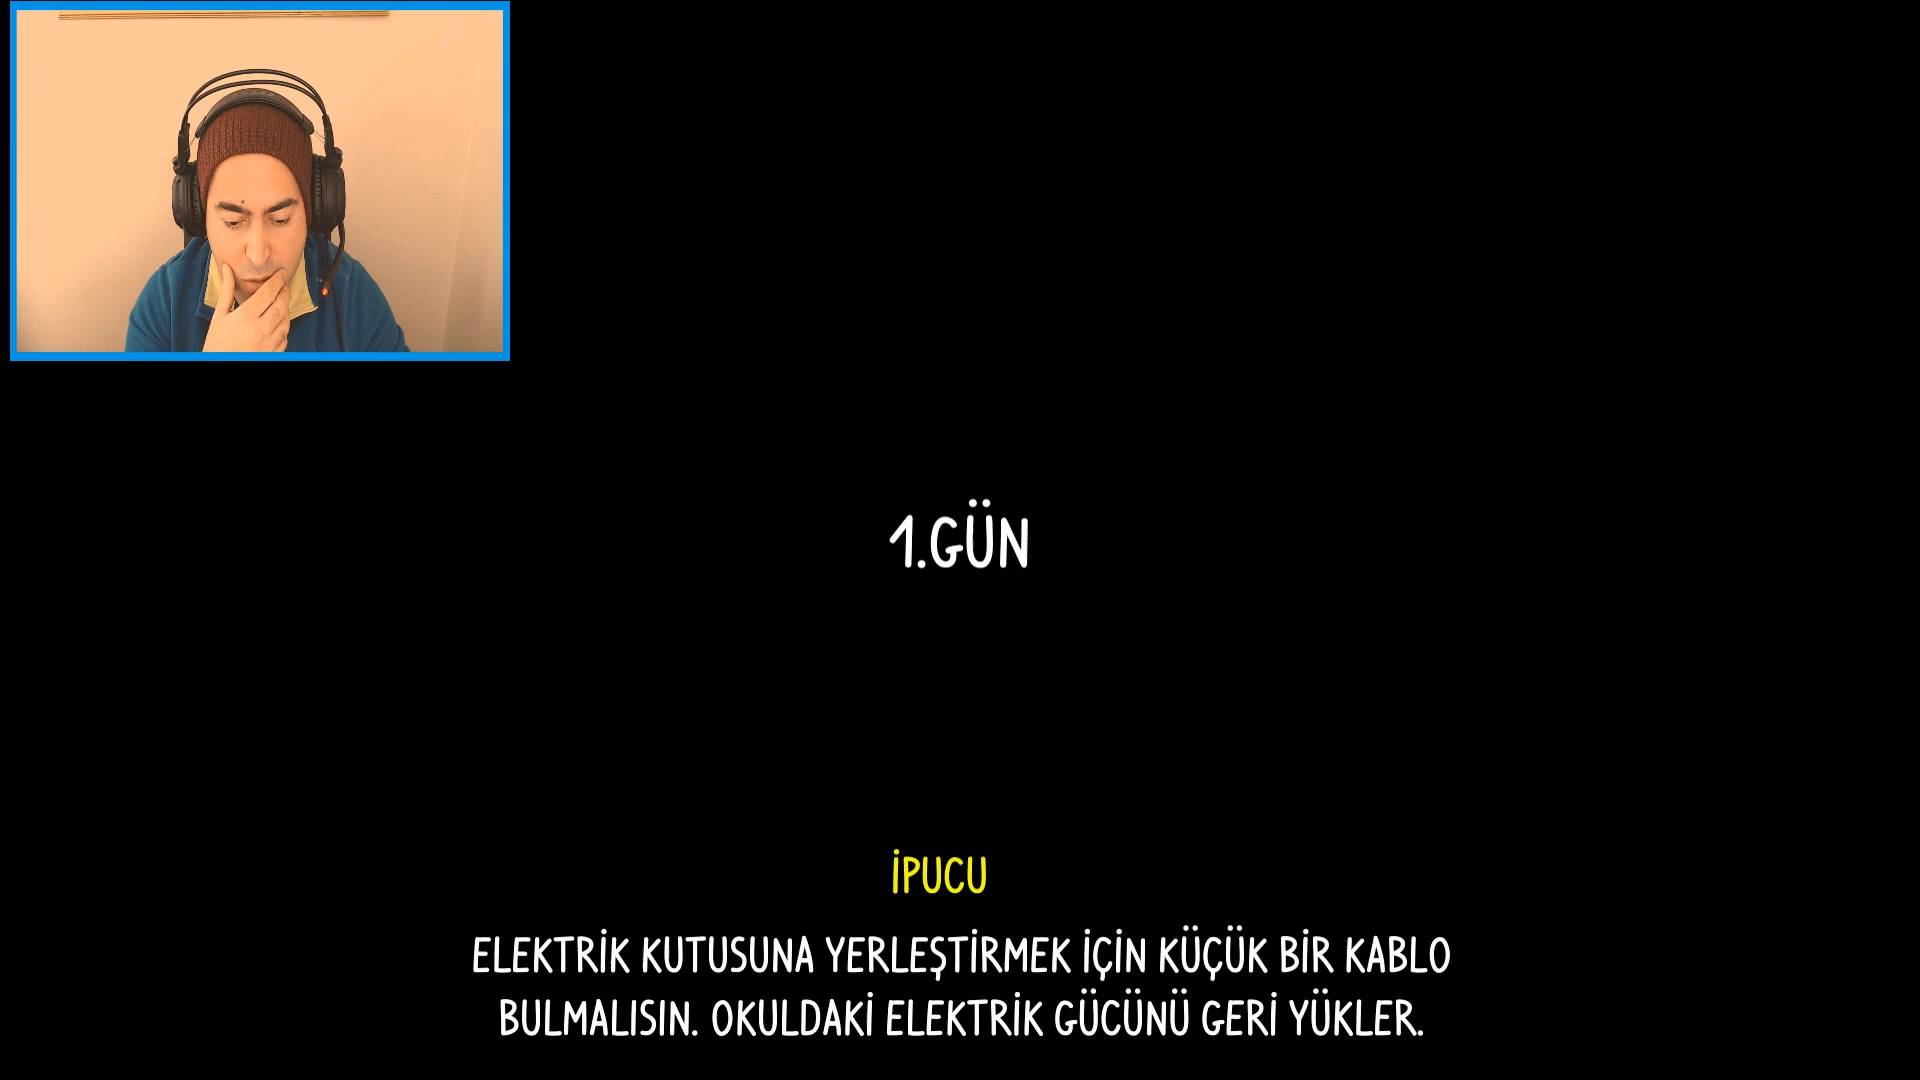 1.GÜN
İPUCU
ELEKTRİK KUTUSUNA YERLEŞTİRMEK İÇİN KÜÇÜK BİR KABLO
BULMALISIN. OKULDAKİ ELEKTRİK GÜCÜNÜ GERİ YÜKLER.